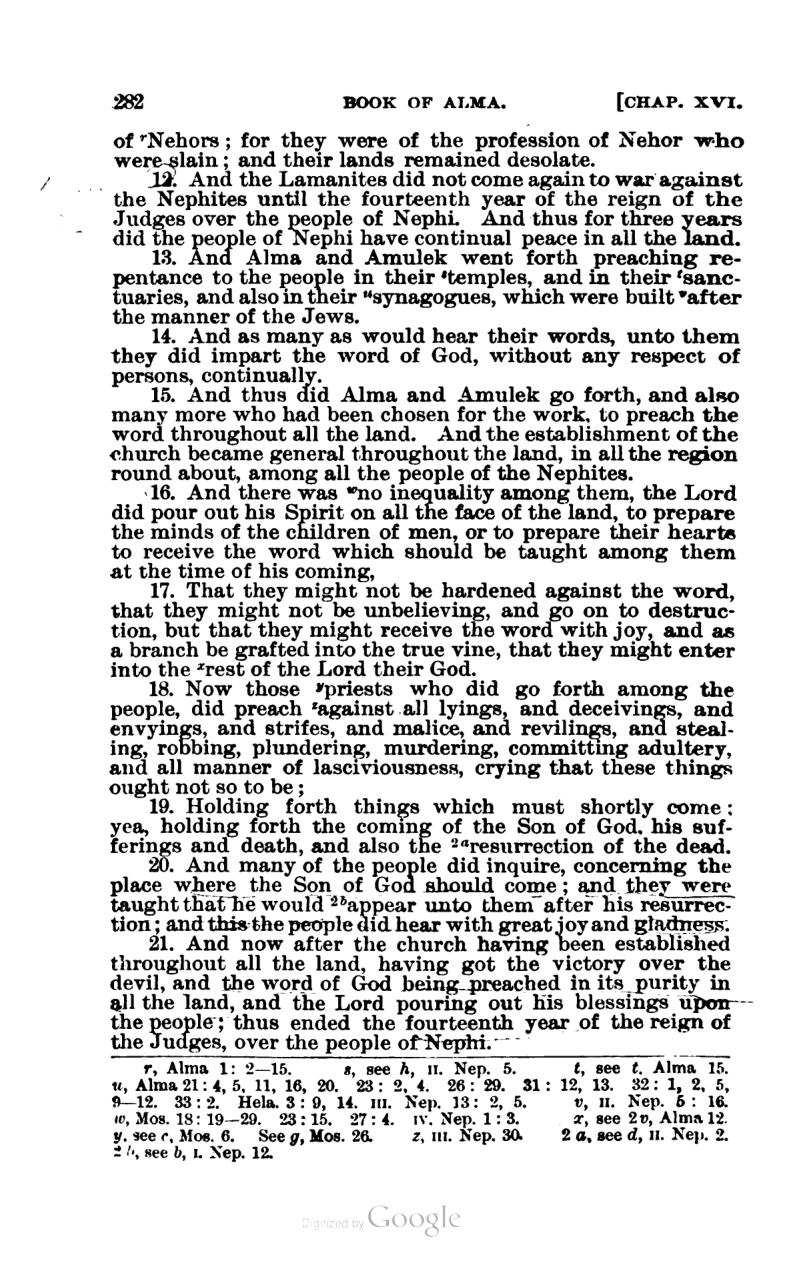 282 BOOK OF ALMA. [CHAP. XVI.
of ʳNehors; for they were of the profession of Nehor who
were slain; and their lands remained desolate.
12. And the Lamanites did not come again to war against
the Nephites until the fourteenth year of the reign of the
Judges over the people of Nephi. And thus for three years
did the people of Nephi have continual peace in all the land.
13. And Alma and Amulek went forth preaching re-
pentance to the people in their ˢtemples, and in their ᵗsanc-
tuaries, and also in their ᵘsynagogues, which were built ᵛafter
the manner of the Jews.
14. And as many as would hear their words, unto them
they did impart the word of God, without any respect of
persons, continually.
15. And thus did Alma and Amulek go forth, and also
many more who had been chosen for the work, to preach the
word throughout all the land. And the establishment of the
church became general throughout the land, in all the region
round about, among all the people of the Nephites.
16. And there was ʷno inequality among them, the Lord
did pour out his Spirit on all the face of the land, to prepare
the minds of the children of men, or to prepare their hearts
to receive the word which should be taught among them
at the time of his coming,
17. That they might not be hardened against the word,
that they might not be unbelieving, and go on to destruc-
tion, but that they might receive the word with joy, and as
a branch be grafted into the true vine, that they might enter
into the ˣrest of the Lord their God.
18. Now those ʸpriests who did go forth among the
people, did preach ᶻagainst all lyings, and deceivings, and
envyings, and strifes, and malice, and revilings, and steal-
ing, robbing, plundering, murdering, committing adultery,
and all manner of lasciviousness, crying that these things
ought not so to be;
19. Holding forth things which must shortly come;
yea, holding forth the coming of the Son of God, his suf-
ferings and death, and also the ²ᵃresurrection of the dead.
20. And many of the people did inquire, concerning the
place where the Son of God should come; and they were
taught that he would ²ᵇappear unto them after his resurrec-
tion; and this the people did hear with great joy and gladness.
21. And now after the church having been established
throughout all the land, having got the victory over the
devil, and the word of God being preached in its purity in
all the land, and the Lord pouring out his blessings upon
the people; thus ended the fourteenth year of the reign of
the Judges, over the people of Nephi.
r, Alma 1: 2—15. s, see h, II. Nep. 5. t, see t, Alma 15.
u, Alma 21: 4, 5, 11, 16, 20. 23: 2, 4. 26: 29. 31: 12, 13. 32: 1, 2, 5,
9—12. 33: 2. Hela. 3: 9, 14. III. Nep. 13: 2, 5. v, II. Nep. 5: 16.
w, Mos. 18: 19—29. 23: 15. 27: 4. IV. Nep. 1: 3. x, see 2v, Alma 12.
y, see c, Mos. 6. See g, Mos. 26. z, III. Nep. 30. 2 a, see d, II. Nep. 2.
2 b, see b, I. Nep. 12.
Digitized by Google